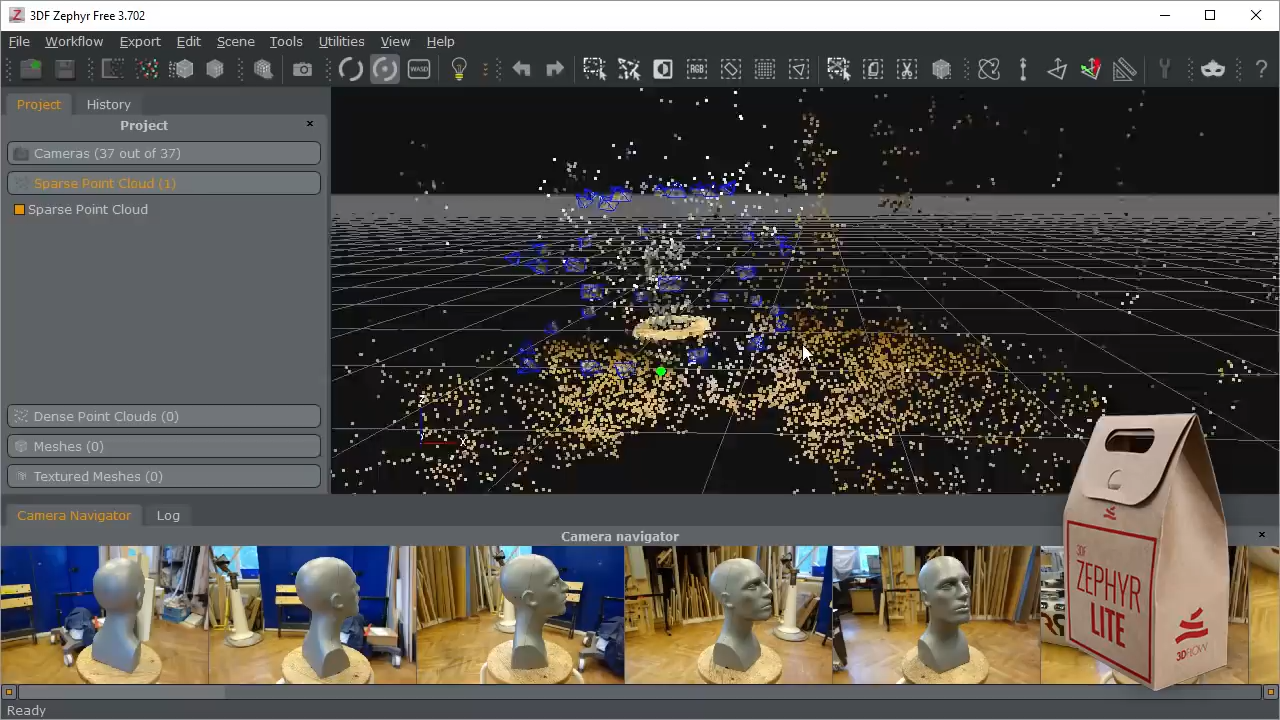 3DF Zephyr Free 3.702
File Workflow Export Edit Scene Tools Utilities View Help
WASD RGB
Project History
Project
Cameras (37 out of 37)
Sparse Point Cloud (1)
Sparse Point Cloud
Dense Point Clouds (0)
Meshes (0)
Textured Meshes (0)
Z
Y X
Camera Navigator Log
Camera navigator
3DF
ZEPHYR
LITE
3DFLOW
Ready